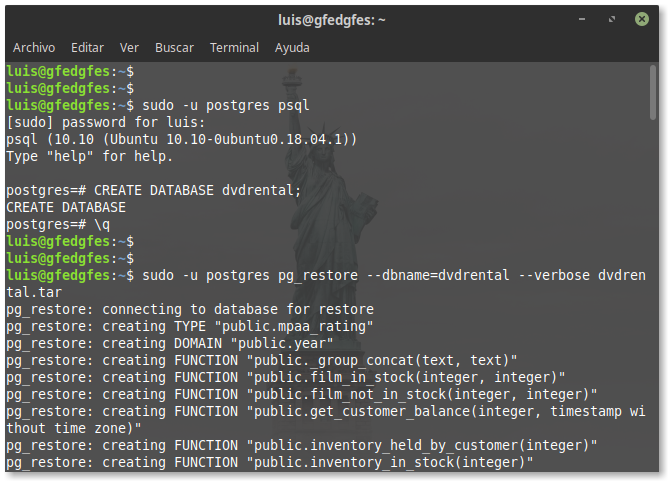 luis@gfedgfes: ~
Archivo Editar Ver Buscar Terminal Ayuda
luis@gfedgfes:~$
luis@gfedgfes:~$
luis@gfedgfes:~$ sudo -u postgres psql
[sudo] password for luis:
psql (10.10 (Ubuntu 10.10-0ubuntu0.18.04.1))
Type "help" for help.
postgres=# CREATE DATABASE dvdrental;
CREATE DATABASE
postgres=# \q
luis@gfedgfes:~$
luis@gfedgfes:~$
luis@gfedgfes:~$ sudo -u postgres pg_restore --dbname=dvdrental --verbose dvdren
tal.tar
pg_restore: connecting to database for restore
pg_restore: creating TYPE "public.mpaa_rating"
pg_restore: creating DOMAIN "public.year"
pg_restore: creating FUNCTION "public._group_concat(text, text)"
pg_restore: creating FUNCTION "public.film_in_stock(integer, integer)"
pg_restore: creating FUNCTION "public.film_not_in_stock(integer, integer)"
pg_restore: creating FUNCTION "public.get_customer_balance(integer, timestamp wi
thout time zone)"
pg_restore: creating FUNCTION "public.inventory_held_by_customer(integer)"
pg_restore: creating FUNCTION "public.inventory_in_stock(integer)"